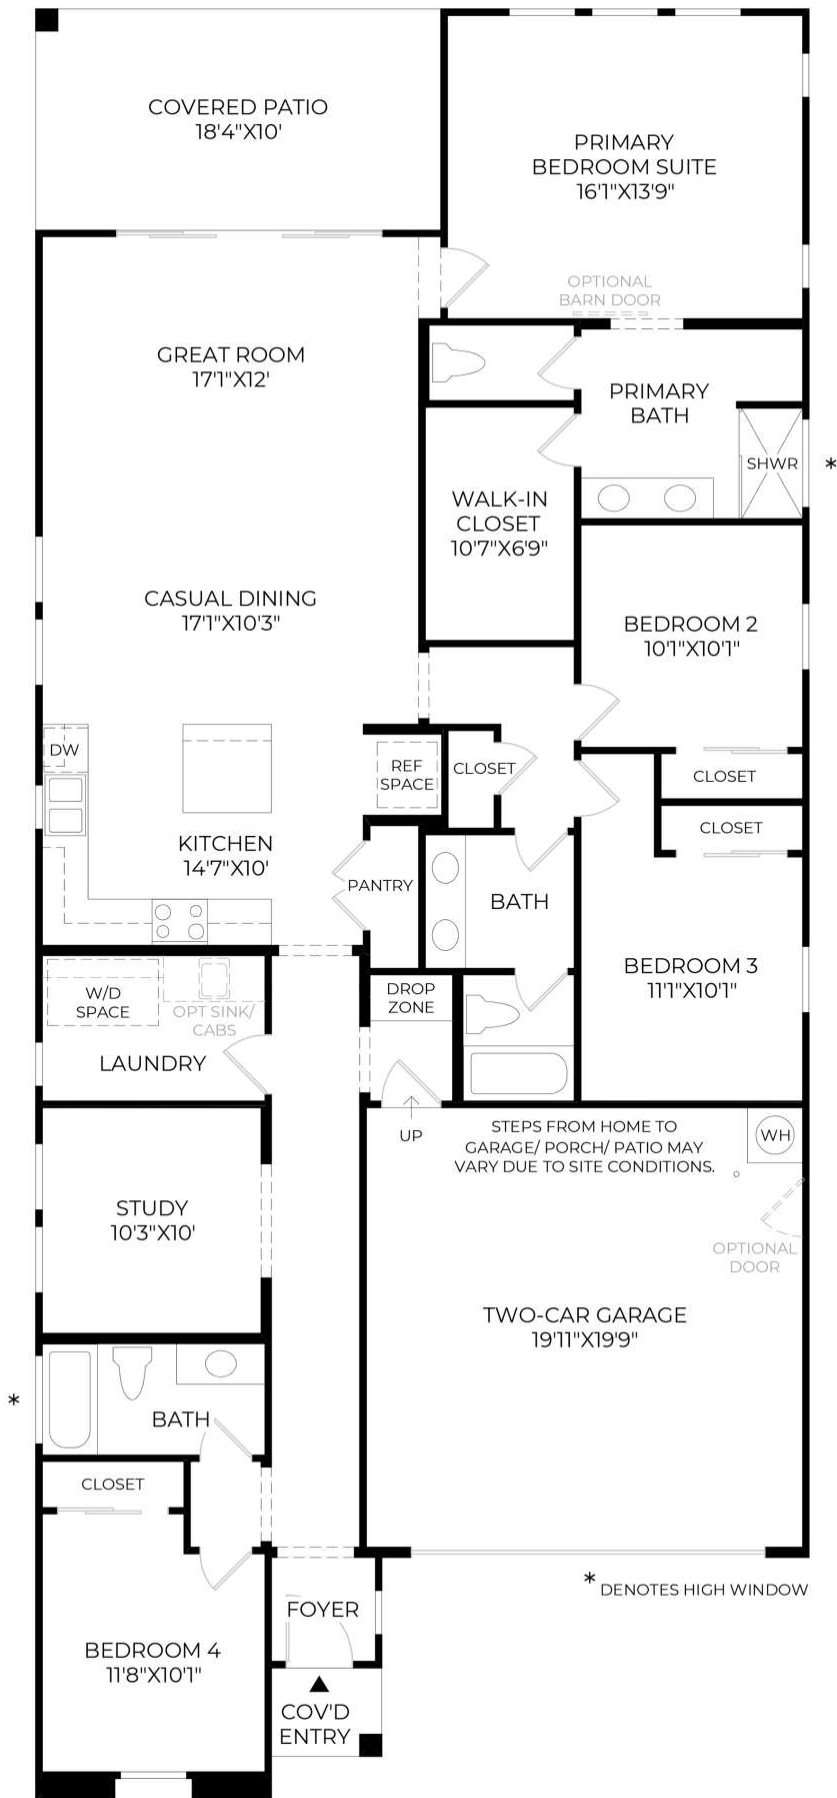 COVERED PATIO
18'4"X10'
PRIMARY
BEDROOM SUITE
16'1"X13'9"
OPTIONAL
BARN DOOR
GREAT ROOM
17'1"X12'
PRIMARY
BATH
SHWR
*
WALK-IN
CLOSET
10'7"X6'9"
CASUAL DINING
17'1"X10'3"
BEDROOM 2
10'1"X10'1"
DW
REF
SPACE
CLOSET
CLOSET
CLOSET
KITCHEN
14'7"X10'
PANTRY
BATH
BEDROOM 3
11'1"X10'1"
W/D
SPACE
OPT SINK/
CABS
DROP
ZONE
LAUNDRY
UP
STEPS FROM HOME TO
GARAGE/ PORCH/ PATIO MAY
VARY DUE TO SITE CONDITIONS.
WH
STUDY
10'3"X10'
OPTIONAL
DOOR
TWO-CAR GARAGE
19'11"X19'9"
*
BATH
CLOSET
* DENOTES HIGH WINDOW
FOYER
BEDROOM 4
11'8"X10'1"
COV'D
ENTRY